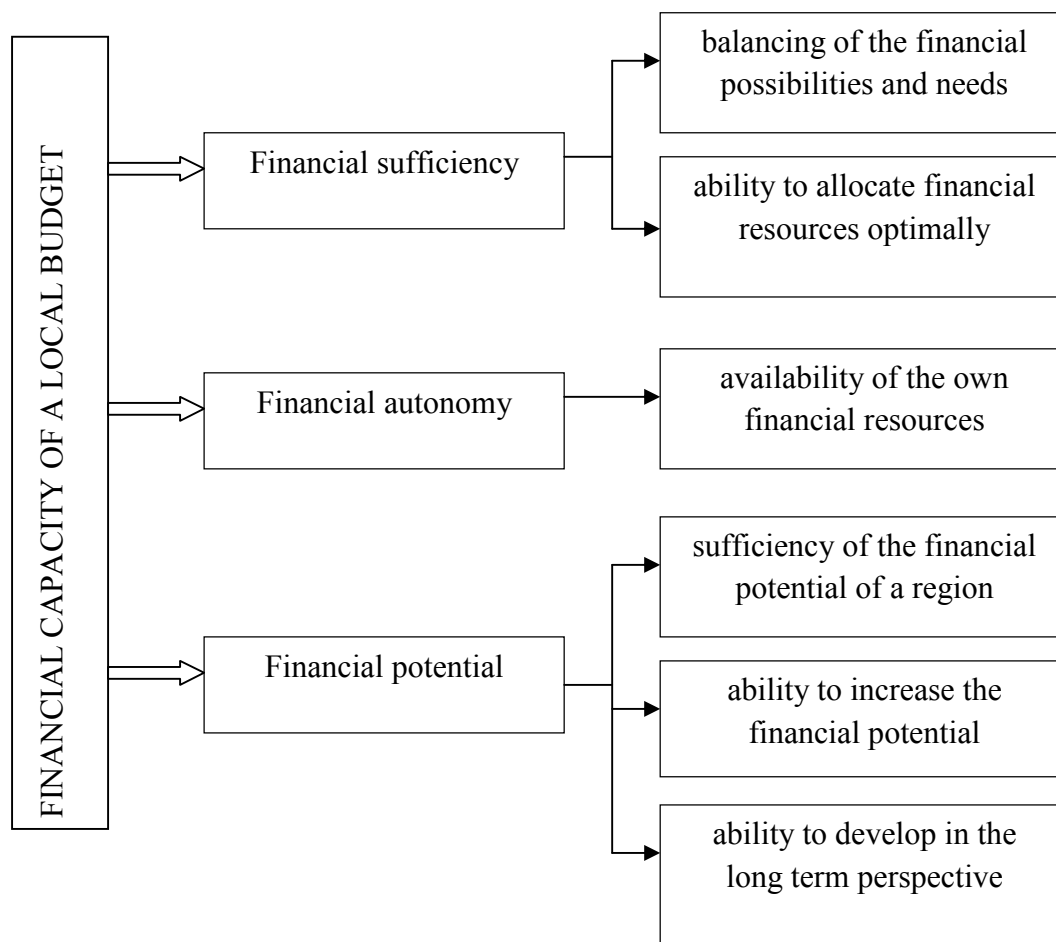 FINANCIAL CAPACITY OF A LOCAL BUDGET
Financial sufficiency
balancing of the financial
possibilities and needs
ability to allocate financial
resources optimally
Financial autonomy
availability of the own
financial resources
Financial potential
sufficiency of the financial
potential of a region
ability to increase the
financial potential
ability to develop in the
long term perspective